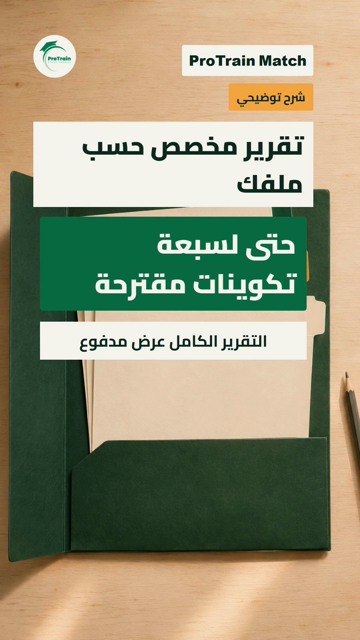 ProTrain
ProTrain Match
شرح توضيحي
تقرير مخصص حسب
ملفك
حتى لسبعة
تكوينات مقترحة
التقرير الكامل عرض مدفوع